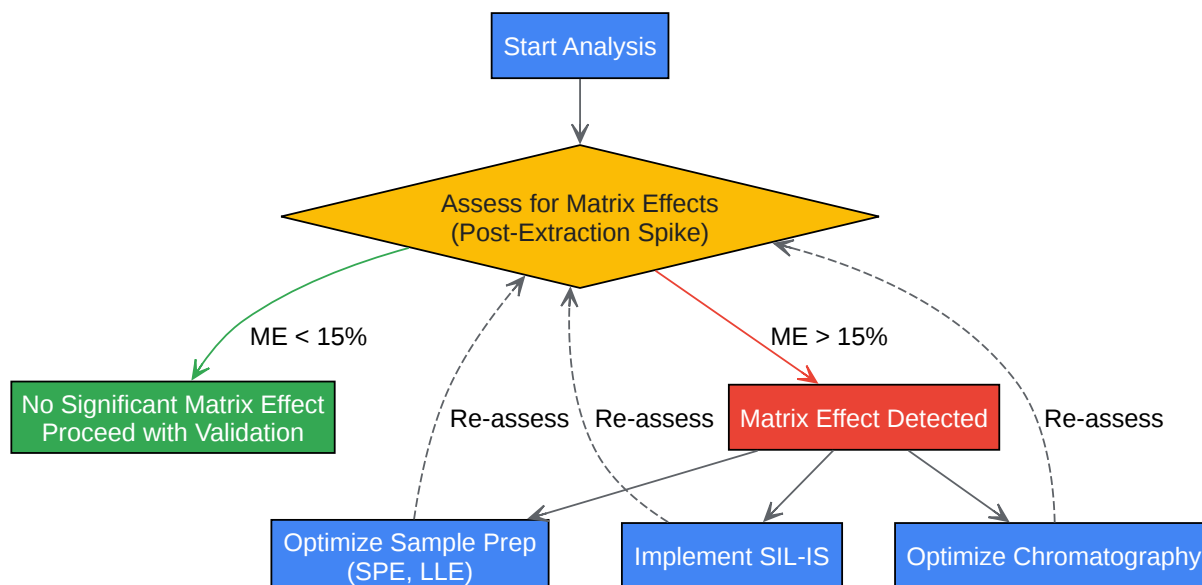 Start Analysis
Assess for Matrix Effects
(Post-Extraction Spike)
ME < 15%
ME > 15%
No Significant Matrix Effect
Proceed with Validation
Re-assess
Re-assess
Matrix Effect Detected
Re-assess
Optimize Sample Prep
(SPE, LLE)
Implement SIL-IS
Optimize Chromatography